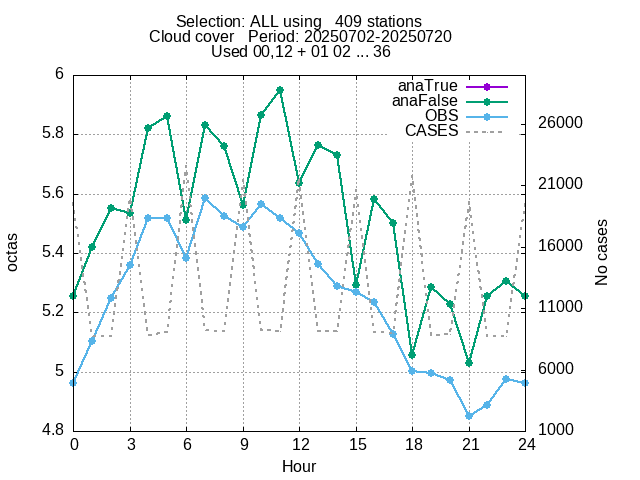 Selection: ALL using   409 stations
Cloud cover   Period: 20250702-20250720
Used 00,12 + 01 02 ... 36
anaTrue
anaFalse
OBS
CASES
octas
6
5.8
5.6
5.4
5.2
5
4.8
26000
21000
16000
11000
6000
1000
No cases
0 3 6 9 12 15 18 21 24
Hour